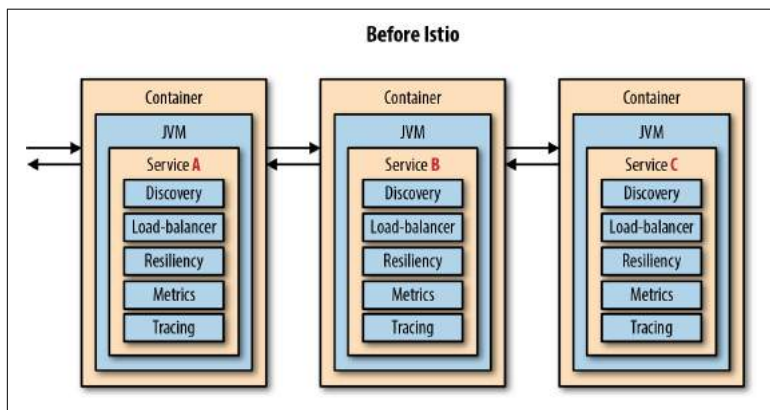 Before Istio
Container
JVM
Service A
Discovery
Load-balancer
Resiliency
Metrics
Tracing
Container
JVM
Service B
Discovery
Load-balancer
Resiliency
Metrics
Tracing
Container
JVM
Service C
Discovery
Load-balancer
Resiliency
Metrics
Tracing